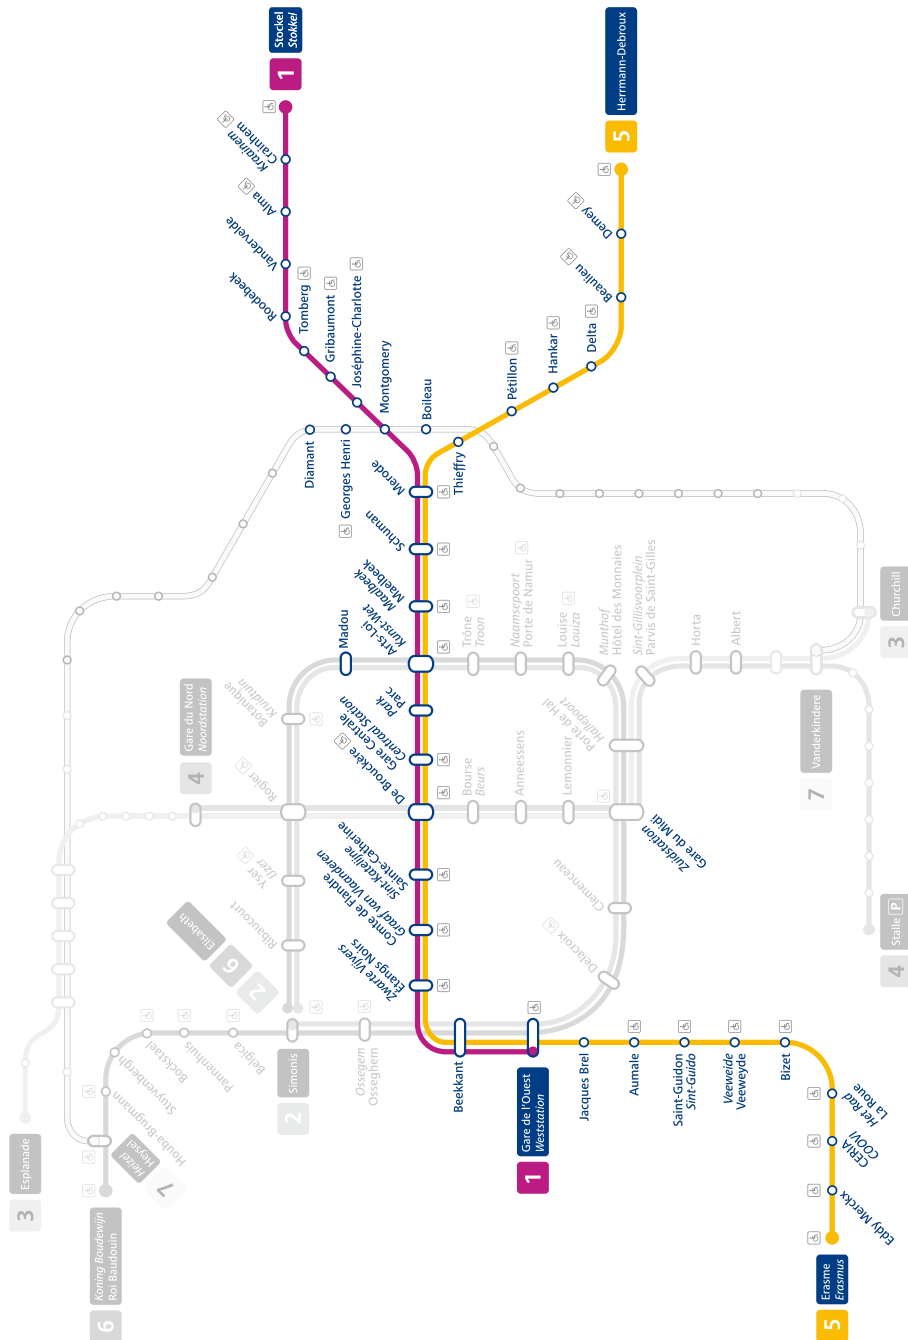 Stockel
Stokkel
1
Herrmann-Debroux
5
Kraainem
Crainhem
Alma
Vandervelde
Roodebeek
Tomberg
Gribaumont
Joséphine-Charlotte
Montgomery
Boileau
Diamant
Georges Henri
Demey
Beaulieu
Delta
Hankar
Pétillon
Thieffry
Merode
Schuman
Maalbeek
Maelbeek
Arts-Loi
Kunst-Wet
Madou
Park
Parc
Gare Centrale
Centraal Station
De Brouckère
Sint-Katelijne
Sainte-Catherine
Comte de Flandre
Graaf van Vlaanderen
Zwarte Vijvers
Étangs Noirs
Beekkant
Gare de l'Ouest
Weststation
1
Jacques Brel
Aumale
Saint-Guidon
Sint-Guido
Veeweide
Veeweyde
Bizet
Het Rad
La Roue
CERIA
COOVI
Eddy Merckx
Erasme
Erasmus
5
Trône
Troon
Naamsepoort
Porte de Namur
Louise
Louiza
Munthof
Hôtel des Monnaies
Sint-Gillisvoorplein
Parvis de Saint-Gilles
Horta
Albert
Churchill
3
Vanderkindere
7
Stalle P
4
Porte de Hal
Hallepoort
Zuidstation
Gare du Midi
Bourse
Beurs
Anneessens
Lemonnier
Clemenceau
Delacroix
Gare du Nord
Noordstation
4
Botanique
Kruidtuin
Rogier
Yser
IJzer
Ribaucourt
Elisabeth
6
2
Simonis
2
Ossegem
Osseghem
Belgica
Pannenhuis
Bockstael
Stuyvenbergh
Houba-Brugmann
Heizel
Heysel
7
Koning Boudewijn
Roi Baudouin
6
Esplanade
3